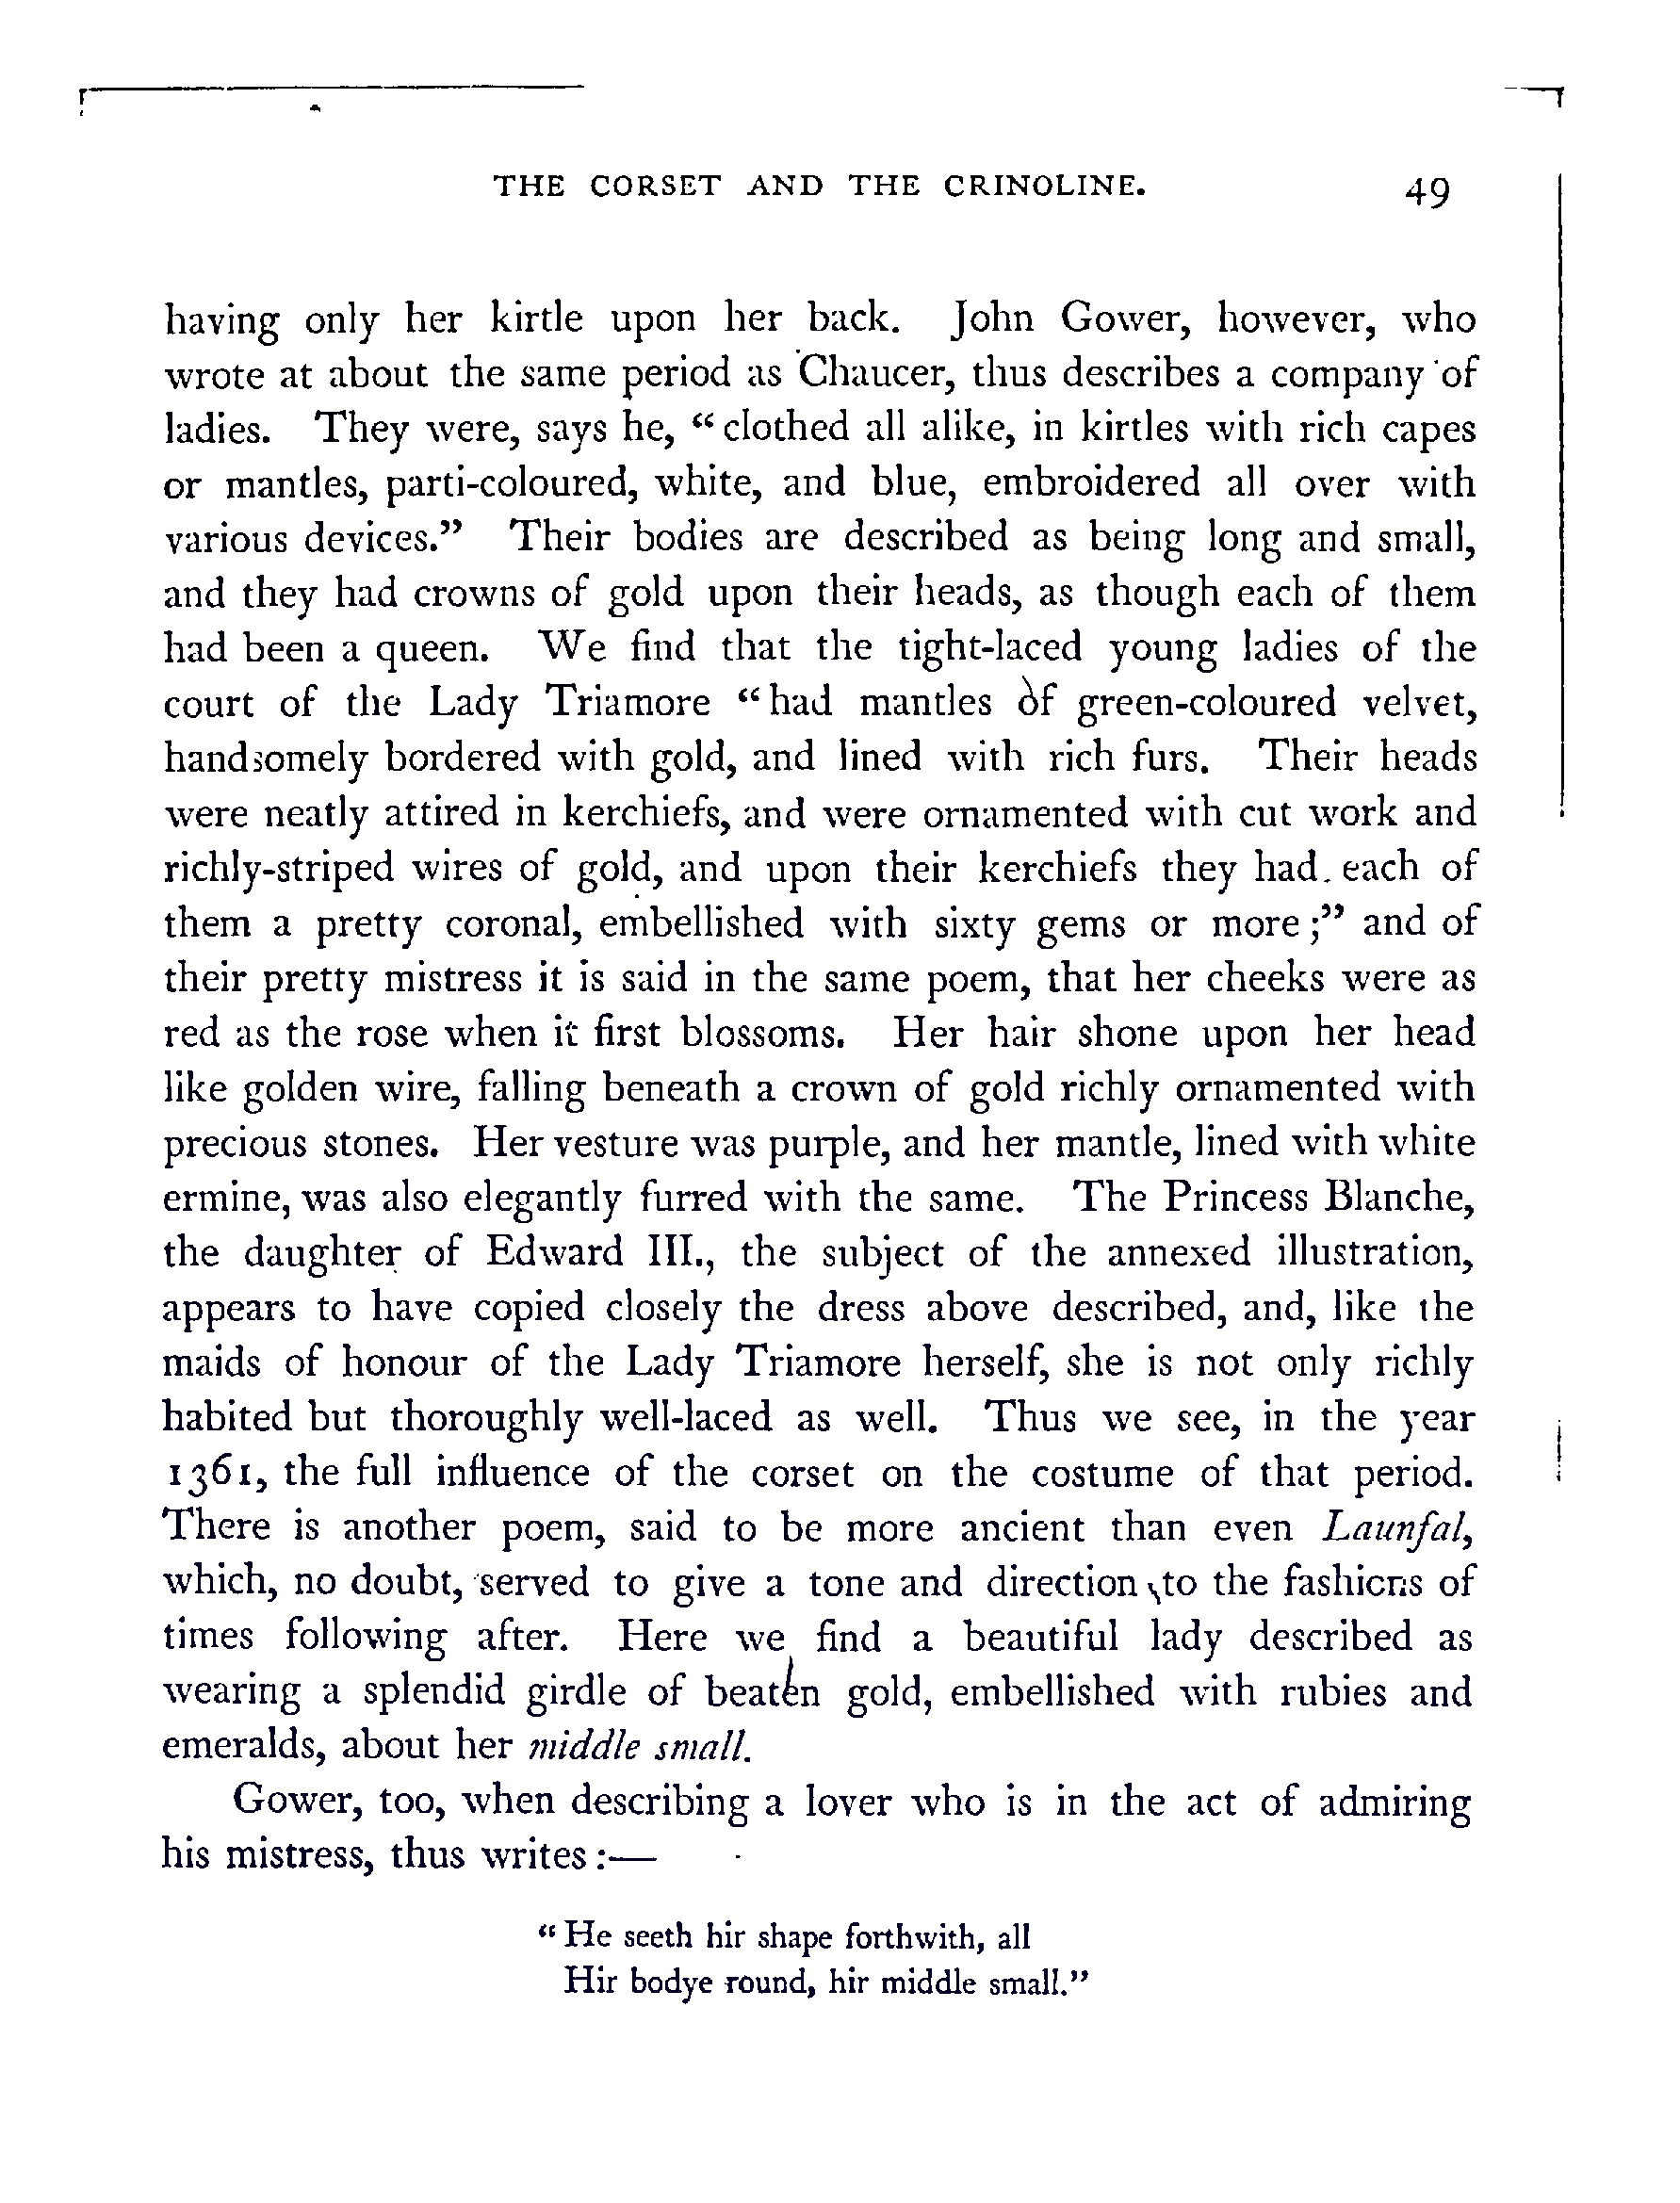 THE CORSET AND THE CRINOLINE. 49
having only her kirtle upon her back. John Gower, however, who
wrote at about the same period as Chaucer, thus describes a company of
ladies. They were, says he, “clothed all alike, in kirtles with rich capes
or mantles, parti-coloured, white, and blue, embroidered all over with
various devices.” Their bodies are described as being long and small,
and they had crowns of gold upon their heads, as though each of them
had been a queen. We find that the tight-laced young ladies of the
court of the Lady Triamore “had mantles of green-coloured velvet,
handsomely bordered with gold, and lined with rich furs. Their heads
were neatly attired in kerchiefs, and were ornamented with cut work and
richly-striped wires of gold, and upon their kerchiefs they had each of
them a pretty coronal, embellished with sixty gems or more;” and of
their pretty mistress it is said in the same poem, that her cheeks were as
red as the rose when it first blossoms. Her hair shone upon her head
like golden wire, falling beneath a crown of gold richly ornamented with
precious stones. Her vesture was purple, and her mantle, lined with white
ermine, was also elegantly furred with the same. The Princess Blanche,
the daughter of Edward III., the subject of the annexed illustration,
appears to have copied closely the dress above described, and, like the
maids of honour of the Lady Triamore herself, she is not only richly
habited but thoroughly well-laced as well. Thus we see, in the year
1361, the full influence of the corset on the costume of that period.
There is another poem, said to be more ancient than even Launfal,
which, no doubt, served to give a tone and direction to the fashions of
times following after. Here we find a beautiful lady described as
wearing a splendid girdle of beaten gold, embellished with rubies and
emeralds, about her middle small.
Gower, too, when describing a lover who is in the act of admiring
his mistress, thus writes:—
“He seeth hir shape forthwith, all
Hir bodye round, hir middle small.”